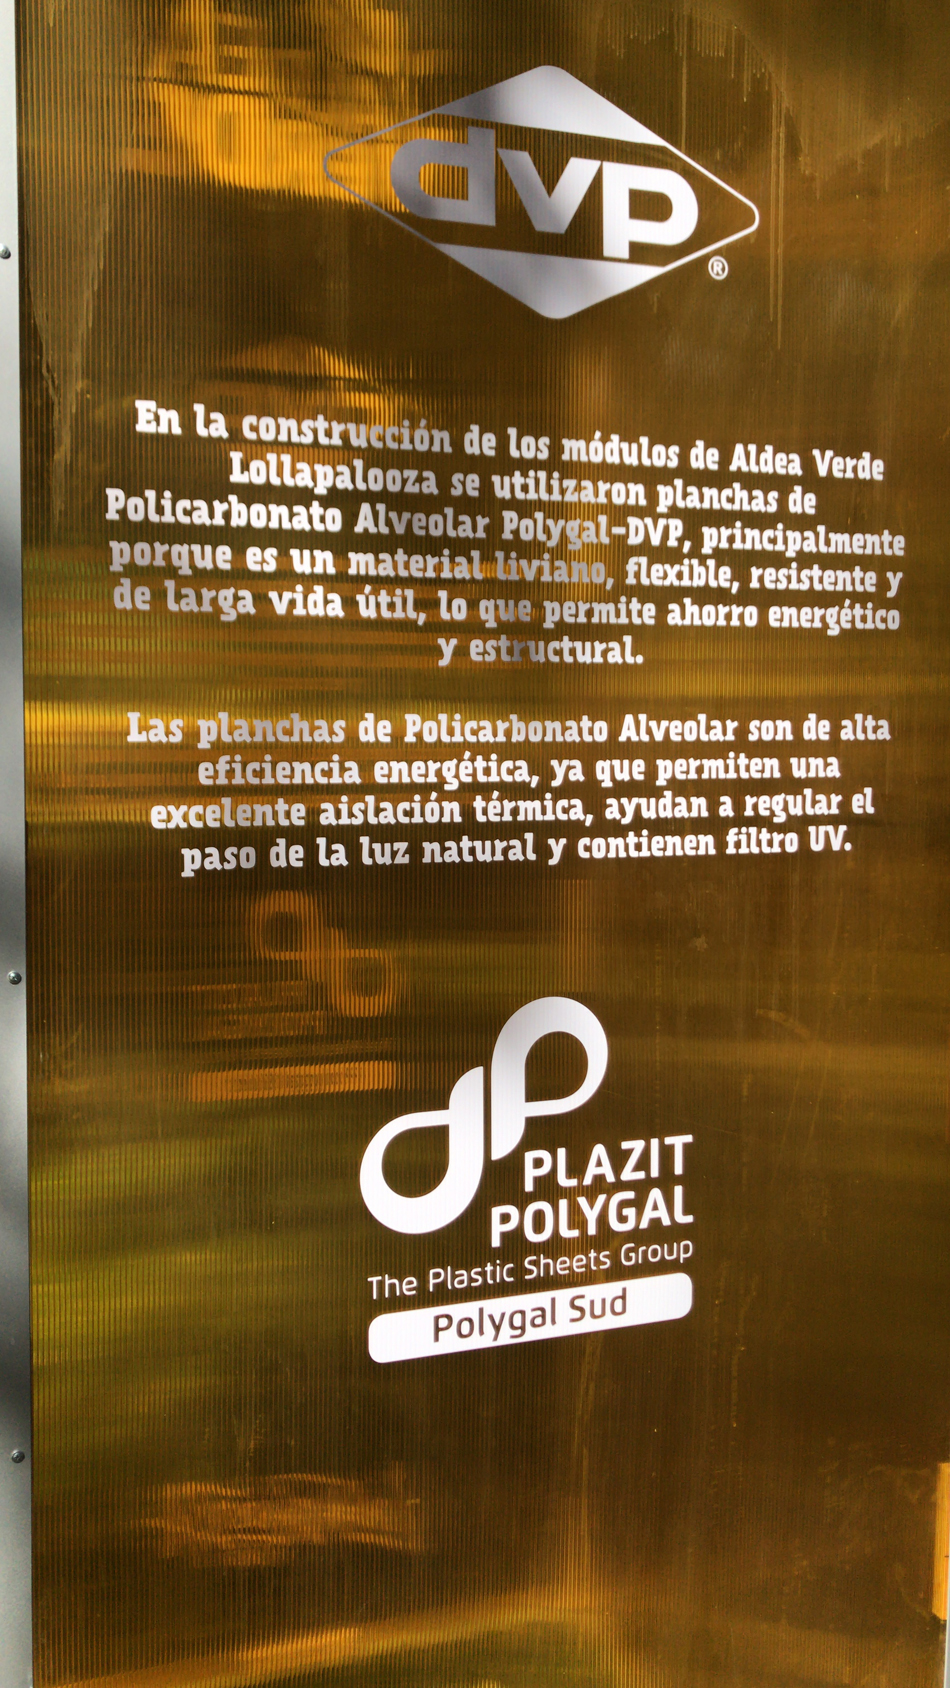 dvp
®
En la construcción de los módulos de Aldea Verde
Lollapalooza se utilizaron planchas de
Policarbonato Alveolar Polygal-DVP, principalmente
porque es un material liviano, flexible, resistente y
de larga vida útil, lo que permite ahorro energético
y estructural.
Las planchas de Policarbonato Alveolar son de alta
eficiencia energética, ya que permiten una
excelente aislación térmica, ayudan a regular el
paso de la luz natural y contienen filtro UV.
dp
PLAZIT
POLYGAL
The Plastic Sheets Group
Polygal Sud